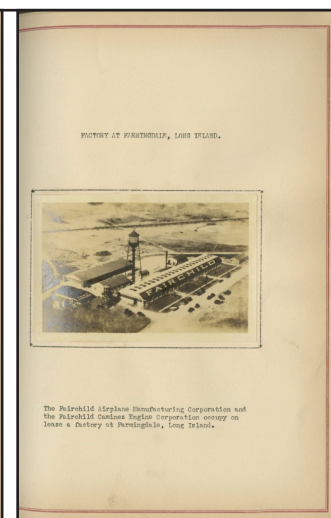 FACTORY AT FARMINGDALE, LONG ISLAND.
FAIRCHILD
The Fairchild Airplane Manufacturing Corporation and
the Fairchild Caminez Engine Corporation occupy on
lease a factory at Farmingdale, Long Island.